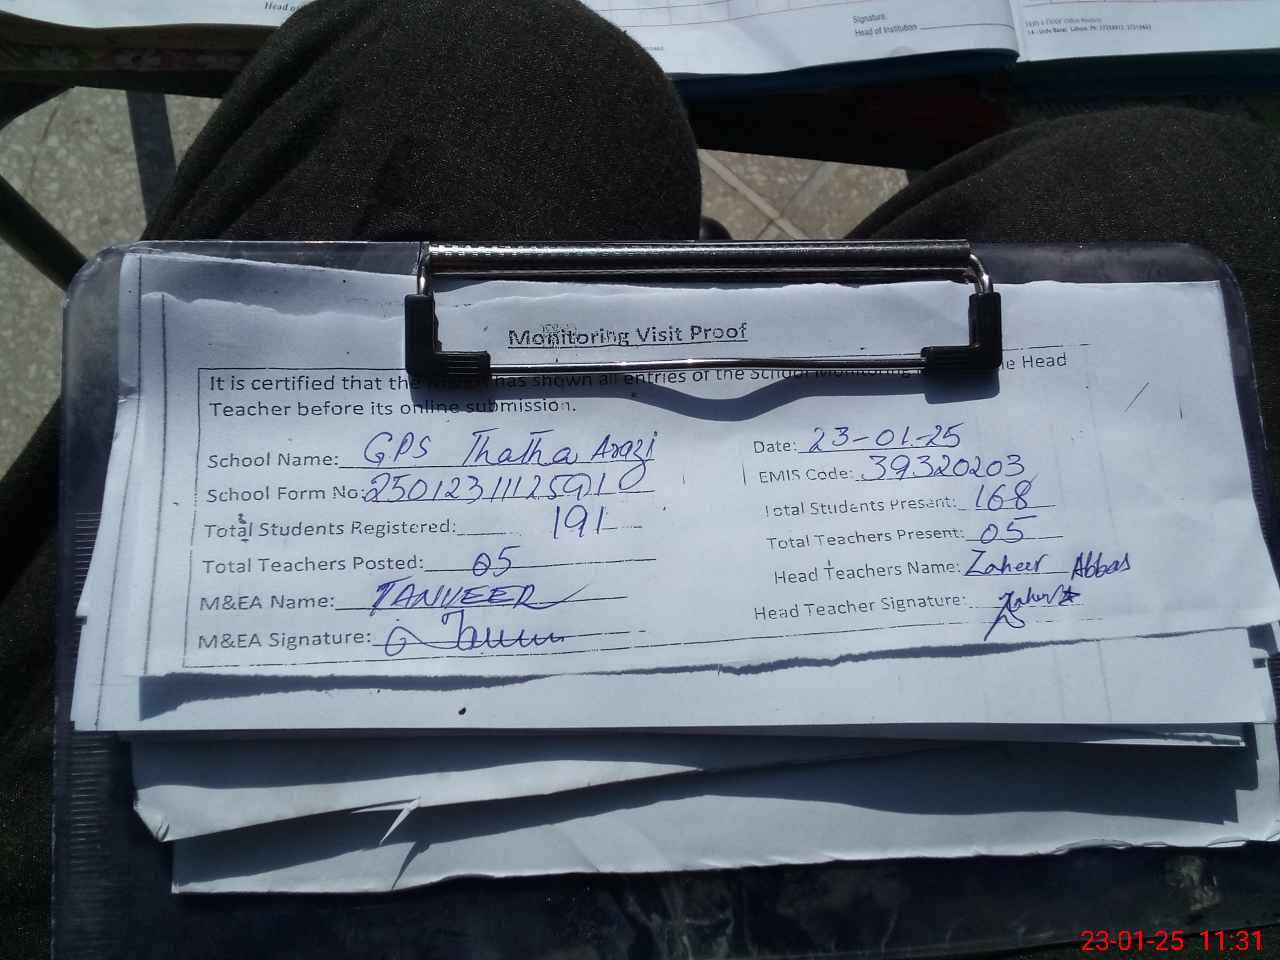 Head o
Signature
Head of Institution
Monitoring Visit Proof
It is certified that the has shown all entries of the School Monitoring e Head
Teacher before its online submission.
School Name: GPS Thatha Arazi
Date: 23-01-25
School Form No: 25012311125910
EMIS Code: 39320203
Total Students Registered: 191
Total Students Present: 168
Total Teachers Posted: 05
Total Teachers Present: 05
M&EA Name: TANVEER
Head Teachers Name: Zaheer Abbas
M&EA Signature:
Head Teacher Signature:
23-01-25 11:31